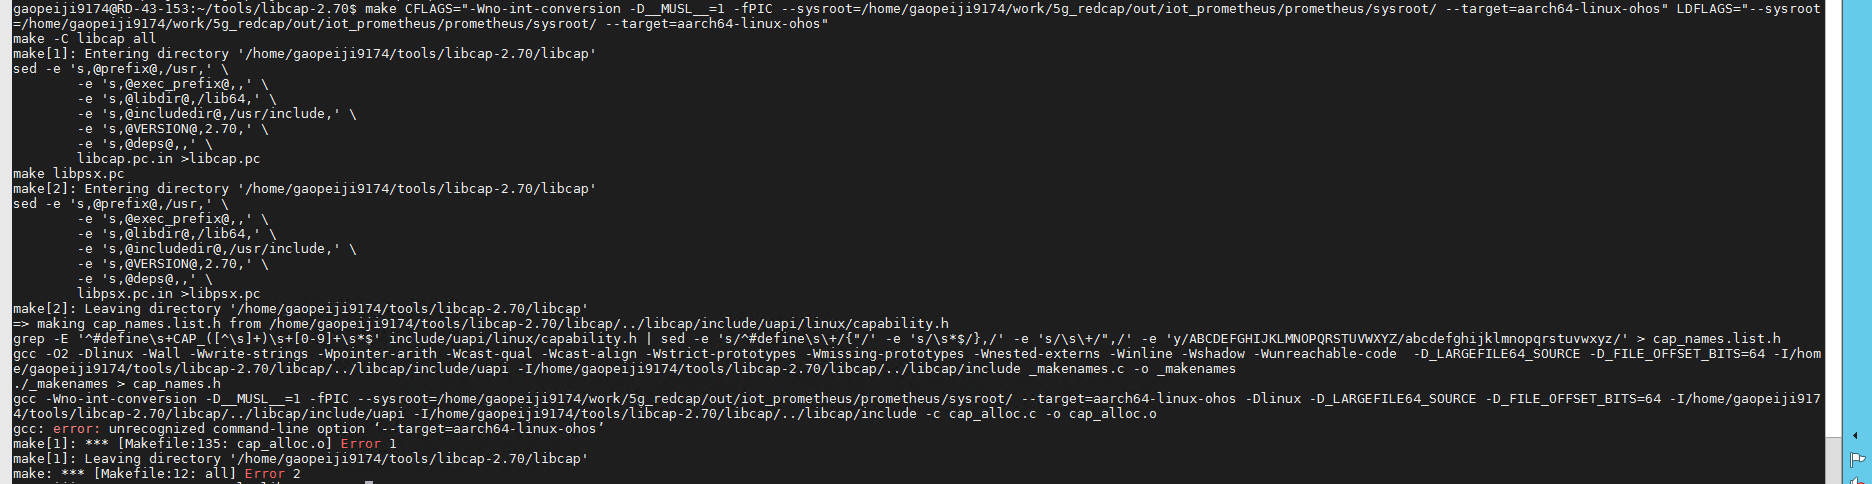 gaopeiji9174@RD-43-153:~/tools/libcap-2.70$ make CFLAGS="-Wno-int-conversion -D__MUSL__=1 -fPIC --sysroot=/home/gaopeiji9174/work/5g_redcap/out/iot_prometheus/prometheus/sysroot/ --target=aarch64-linux-ohos" LDFLAGS="--sysroot
=/home/gaopeiji9174/work/5g_redcap/out/iot_prometheus/prometheus/sysroot/ --target=aarch64-linux-ohos"
make -C libcap all
make[1]: Entering directory '/home/gaopeiji9174/tools/libcap-2.70/libcap'
sed -e 's,@prefix@,/usr,' \
        -e 's,@exec_prefix@,,' \
        -e 's,@libdir@,/lib64,' \
        -e 's,@includedir@,/usr/include,' \
        -e 's,@VERSION@,2.70,' \
        -e 's,@deps@,,' \
        libcap.pc.in >libcap.pc
make libpsx.pc
make[2]: Entering directory '/home/gaopeiji9174/tools/libcap-2.70/libcap'
sed -e 's,@prefix@,/usr,' \
        -e 's,@exec_prefix@,,' \
        -e 's,@libdir@,/lib64,' \
        -e 's,@includedir@,/usr/include,' \
        -e 's,@VERSION@,2.70,' \
        -e 's,@deps@,,' \
        libpsx.pc.in >libpsx.pc
make[2]: Leaving directory '/home/gaopeiji9174/tools/libcap-2.70/libcap'
=> making cap_names.list.h from /home/gaopeiji9174/tools/libcap-2.70/libcap/../libcap/include/uapi/linux/capability.h
grep -E '^#define\s+CAP_([^\s]+)\s+[0-9]+\s*$' include/uapi/linux/capability.h | sed -e 's/^#define\s\+/{"/' -e 's/\s*$/},/' -e 's/\s\+/",/' -e 'y/ABCDEFGHIJKLMNOPQRSTUVWXYZ/abcdefghijklmnopqrstuvwxyz/' > cap_names.list.h
gcc -O2 -Dlinux -Wall -Wwrite-strings -Wpointer-arith -Wcast-qual -Wcast-align -Wstrict-prototypes -Wmissing-prototypes -Wnested-externs -Winline -Wshadow -Wunreachable-code  -D_LARGEFILE64_SOURCE -D_FILE_OFFSET_BITS=64 -I/hom
e/gaopeiji9174/tools/libcap-2.70/libcap/../libcap/include/uapi -I/home/gaopeiji9174/tools/libcap-2.70/libcap/../libcap/include _makenames.c -o _makenames
./_makenames > cap_names.h
gcc -Wno-int-conversion -D__MUSL__=1 -fPIC --sysroot=/home/gaopeiji9174/work/5g_redcap/out/iot_prometheus/prometheus/sysroot/ --target=aarch64-linux-ohos -Dlinux -D_LARGEFILE64_SOURCE -D_FILE_OFFSET_BITS=64 -I/home/gaopeiji917
4/tools/libcap-2.70/libcap/../libcap/include/uapi -I/home/gaopeiji9174/tools/libcap-2.70/libcap/../libcap/include -c cap_alloc.c -o cap_alloc.o
gcc: error: unrecognized command-line option ‘--target=aarch64-linux-ohos’
make[1]: *** [Makefile:135: cap_alloc.o] Error 1
make[1]: Leaving directory '/home/gaopeiji9174/tools/libcap-2.70/libcap'
make: *** [Makefile:12: all] Error 2